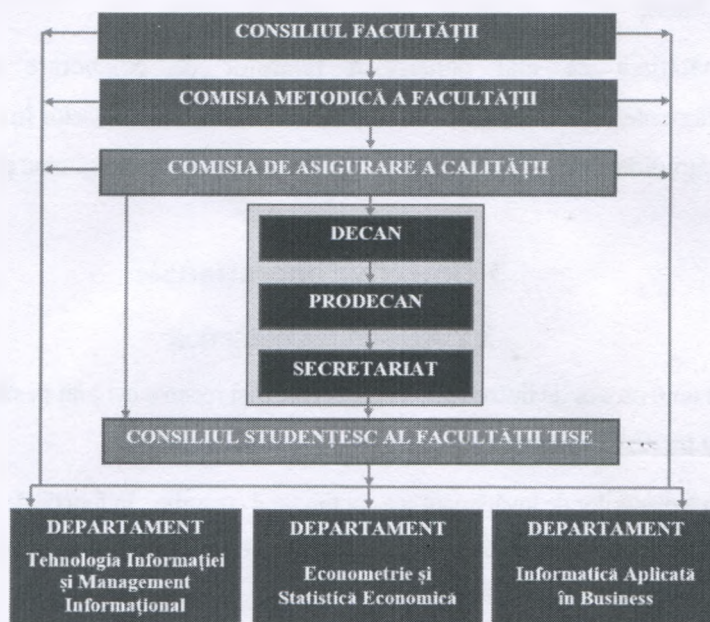 CONSILIUL FACULTĂȚII
COMISIA METODICĂ A FACULTĂȚII
COMISIA DE ASIGURARE A CALITĂȚII
DECAN
PRODECAN
SECRETARIAT
CONSILIUL STUDENȚESC AL FACULTĂȚII TISE
DEPARTAMENT
Tehnologia Informației
și Management
Informațional
DEPARTAMENT
Econometrie și
Statistică Economică
DEPARTAMENT
Informatică Aplicată
în Business